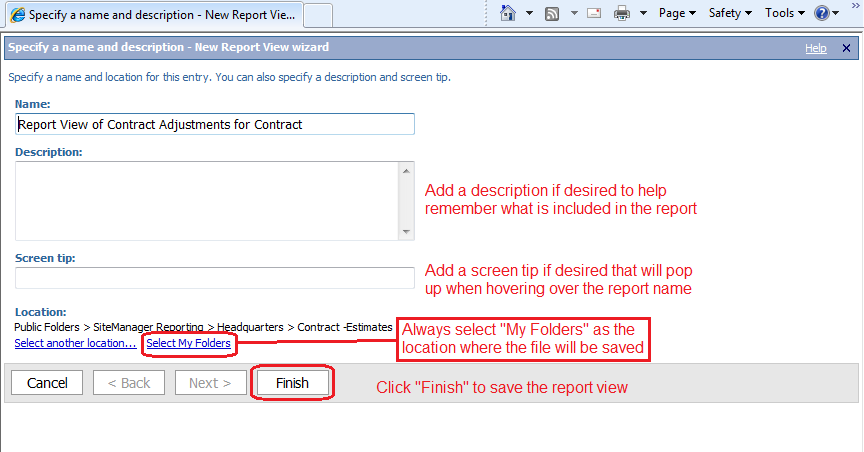 Specify a name and description - New Report Vie...
Page
Safety
Tools
Specify a name and description - New Report View wizard
Help
Specify a name and location for this entry. You can also specify a description and screen tip.
Name:
Report View of Contract Adjustments for Contract
Description:
Add a description if desired to help
remember what is included in the report
Screen tip:
Add a screen tip if desired that will pop
up when hovering over the report name
Location:
Public Folders > SiteManager Reporting > Headquarters > Contract -Estimates
Select another location... Select My Folders
Always select "My Folders" as the
location where the file will be saved
Cancel < Back Next > Finish
Click "Finish" to save the report view